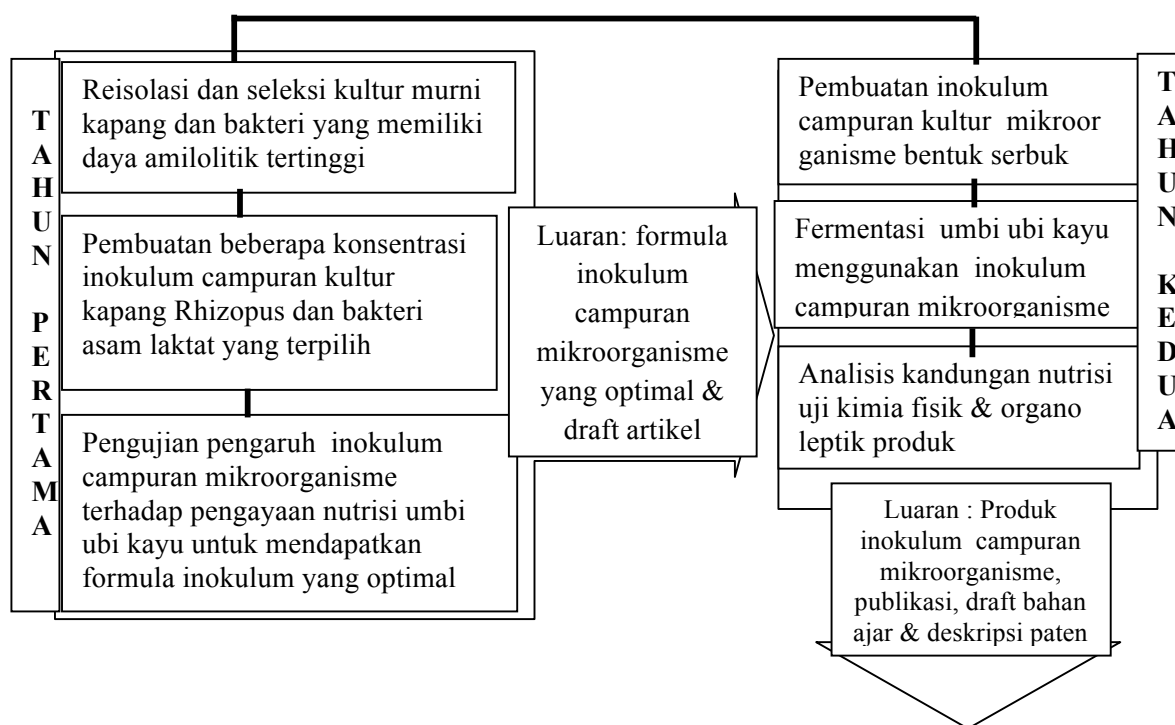 TAHUN PERTAMA
Reisolasi dan seleksi kultur murni
kapang dan bakteri yang memiliki
daya amilolitik tertinggi
Pembuatan beberapa konsentrasi
inokulum campuran kultur
kapang Rhizopus dan bakteri
asam laktat yang terpilih
Pengujian pengaruh inokulum
campuran mikroorganisme
terhadap pengayaan nutrisi umbi
ubi kayu untuk mendapatkan
formula inokulum yang optimal
Luaran: formula
inokulum
campuran
mikroorganisme
yang optimal &
draft artikel
TAHUN KEDUA
Pembuatan inokulum
campuran kultur mikroor
ganisme bentuk serbuk
Fermentasi umbi ubi kayu
menggunakan inokulum
campuran mikroorganisme
Analisis kandungan nutrisi
uji kimia fisik & organo
leptik produk
Luaran : Produk
inokulum campuran
mikroorganisme,
publikasi, draft bahan
ajar & deskripsi paten